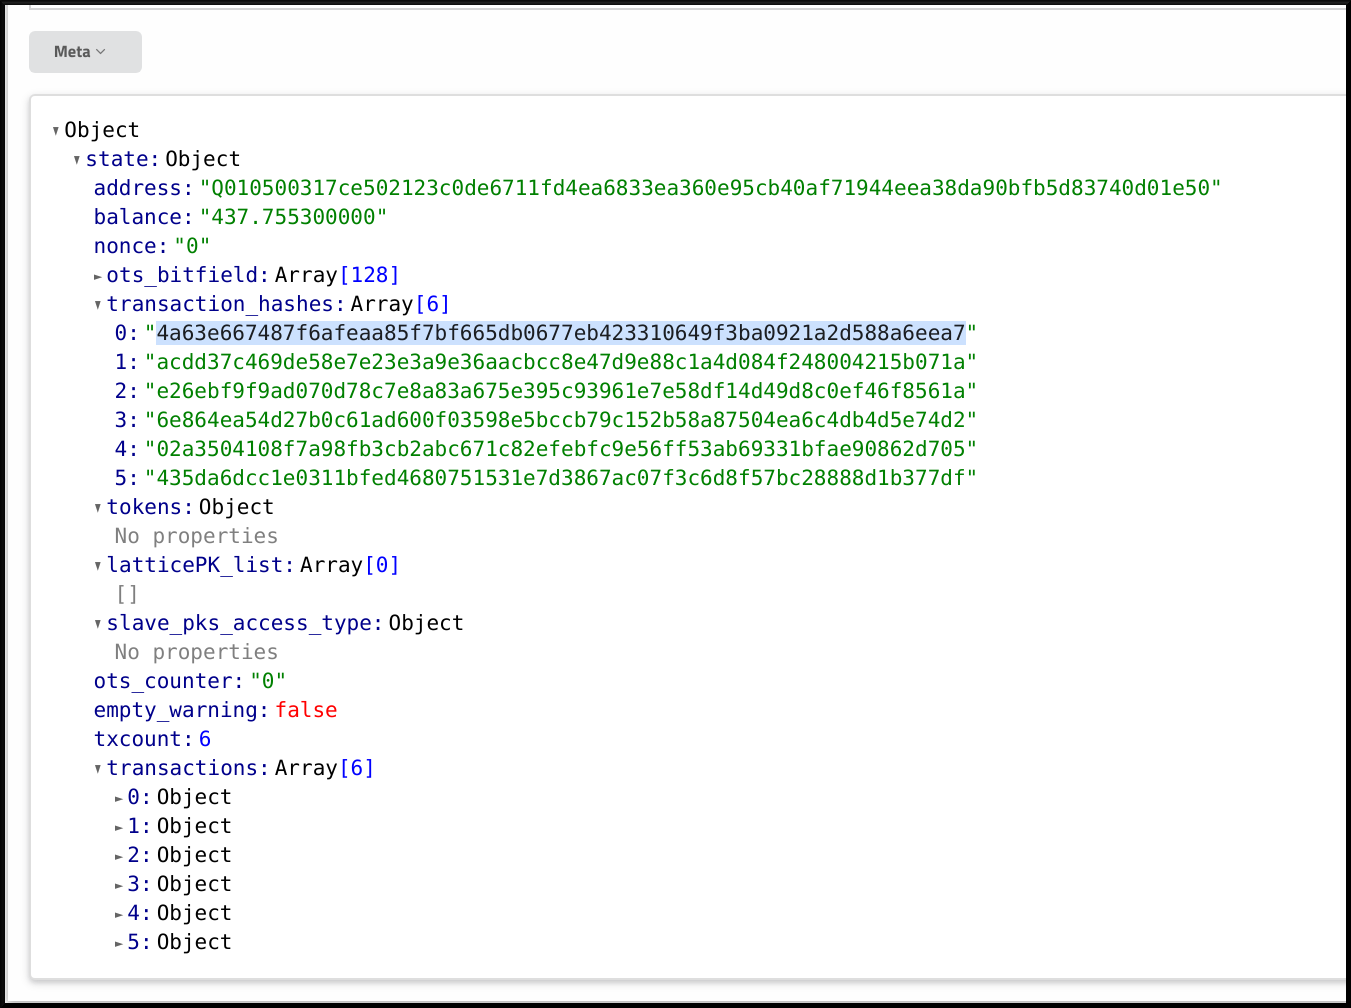 Meta
Object
state: Object
address: "Q010500317ce502123c0de6711fd4ea6833ea360e95cb40af71944eea38da90bfb5d83740d01e50"
balance: "437.755300000"
nonce: "0"
ots_bitfield: Array[128]
transaction_hashes: Array[6]
0: "4a63e667487f6afeaa85f7bf665db0677eb423310649f3ba0921a2d588a6eea7"
1: "acdd37c469de58e7e23e3a9e36aacbcc8e47d9e88c1a4d084f248004215b071a"
2: "e26ebf9f9ad070d78c7e8a83a675e395c93961e7e58df14d49d8c0ef46f8561a"
3: "6e864ea54d27b0c61ad600f03598e5bccb79c152b58a87504ea6c4db4d5e74d2"
4: "02a3504108f7a98fb3cb2abc671c82efebfc9e56ff53ab69331bfae90862d705"
5: "435da6dcc1e0311bfed4680751531e7d3867ac07f3c6d8f57bc28888d1b377df"
tokens: Object
No properties
latticePK_list: Array[0]
[]
slave_pks_access_type: Object
No properties
ots_counter: "0"
empty_warning: false
txcount: 6
transactions: Array[6]
0: Object
1: Object
2: Object
3: Object
4: Object
5: Object